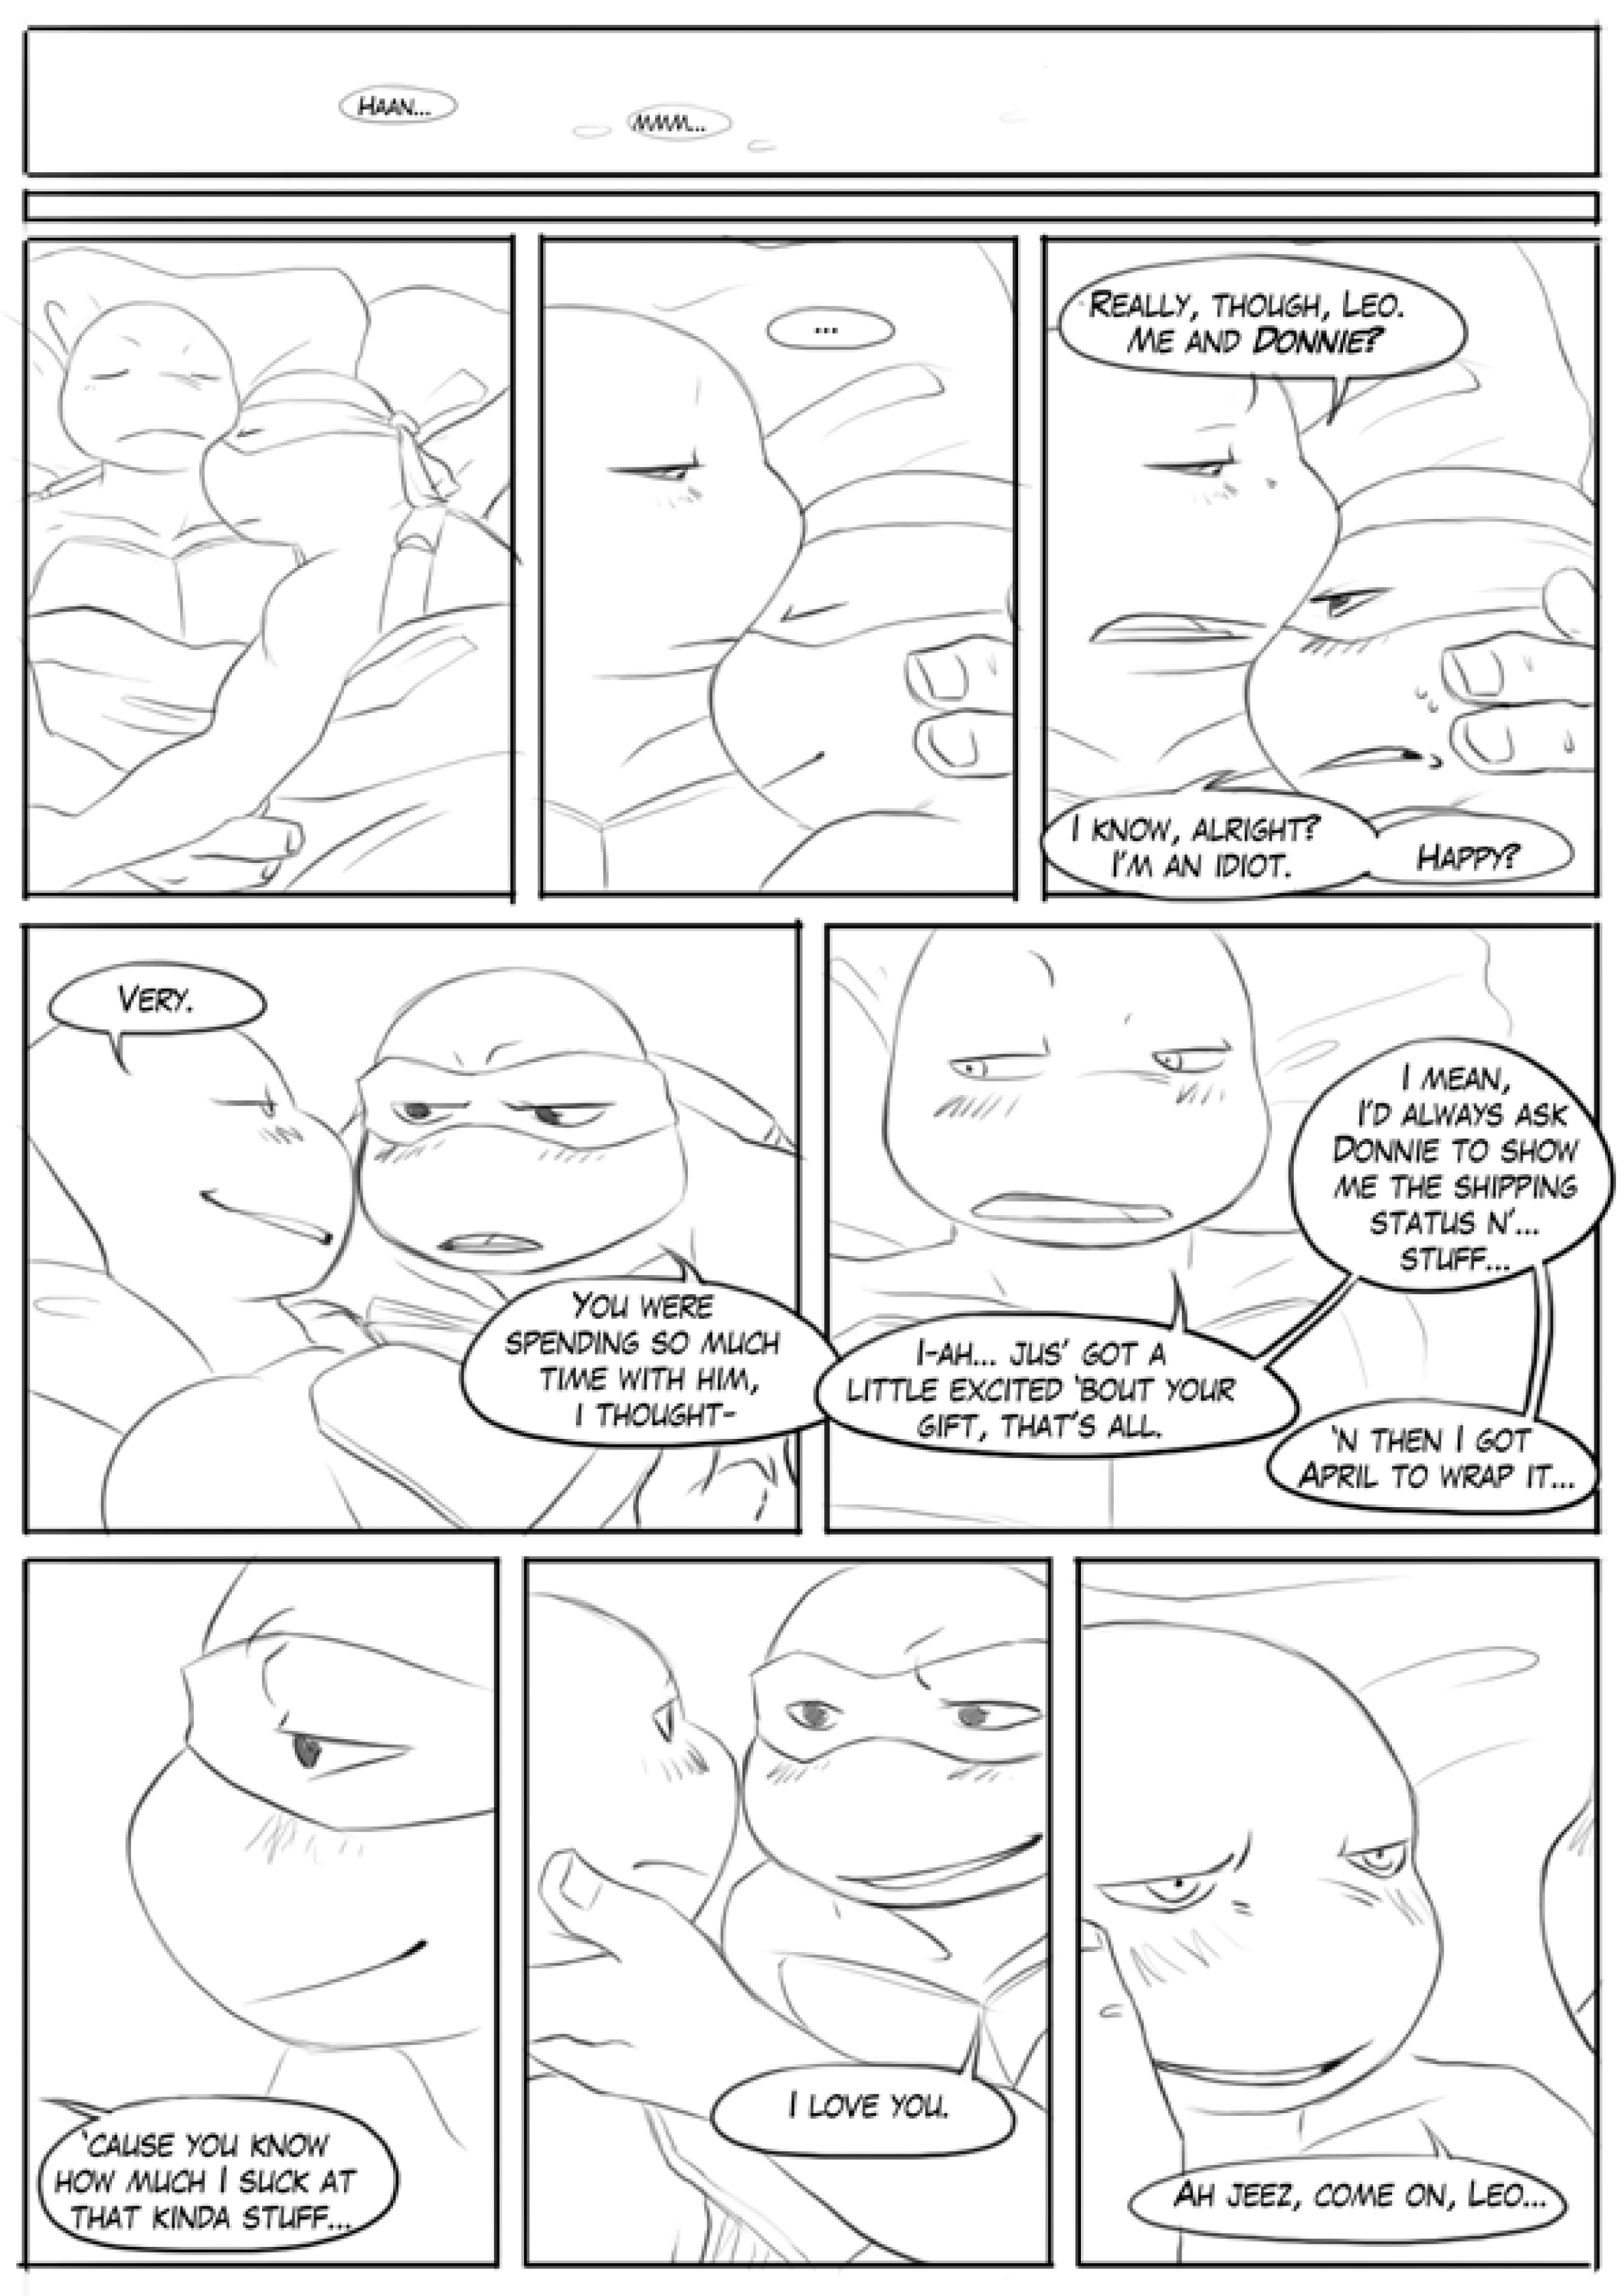 HAAN...
MMM...
...
REALLY, THOUGH, LEO.
ME AND DONNIE?
I KNOW, ALRIGHT?
I'M AN IDIOT.
HAPPY?
VERY.
YOU WERE
SPENDING SO MUCH
TIME WITH HIM,
I THOUGHT-
I-AH... JUS' GOT A
LITTLE EXCITED 'BOUT YOUR
GIFT, THAT'S ALL.
I MEAN,
I'D ALWAYS ASK
DONNIE TO SHOW
ME THE SHIPPING
STATUS N'...
STUFF...
'N THEN I GOT
APRIL TO WRAP IT...
'CAUSE YOU KNOW
HOW MUCH I SUCK AT
THAT KINDA STUFF...
I LOVE YOU.
AH JEEZ, COME ON, LEO...